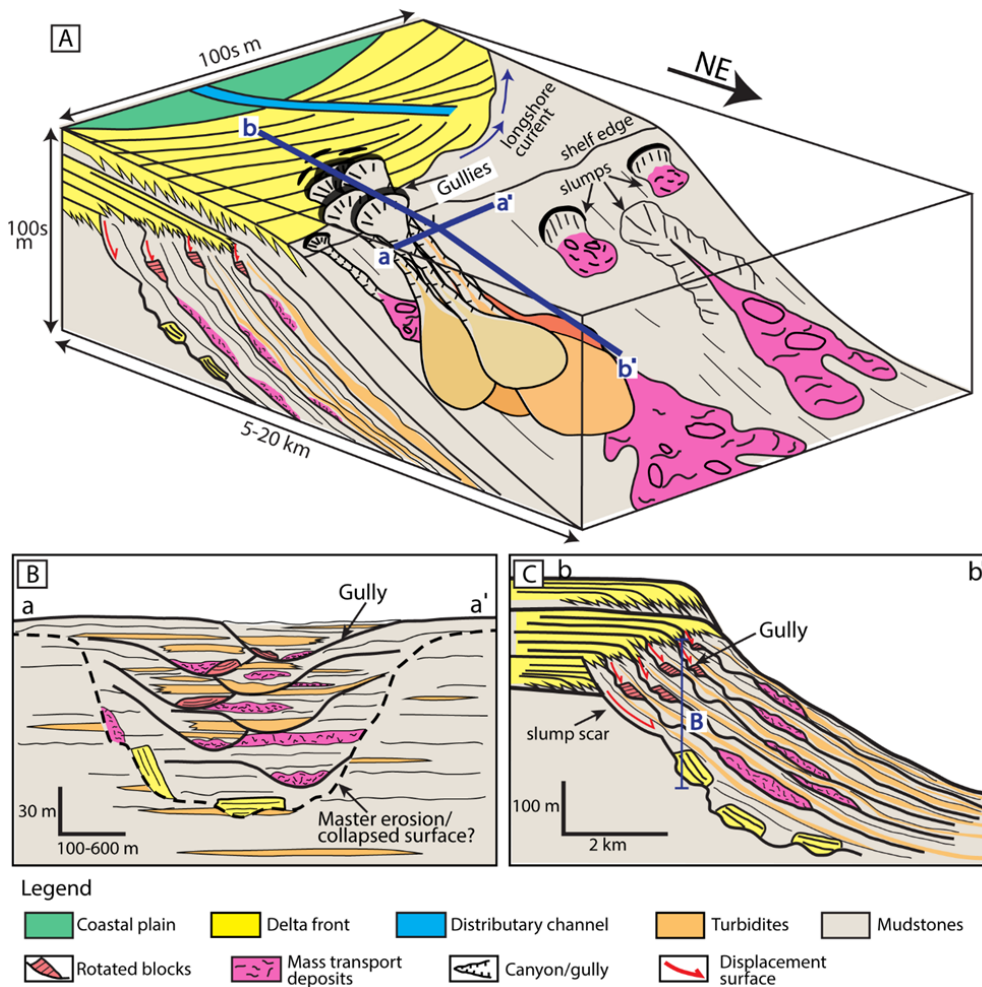 A
100s m
NE
b
longshore
current
shelf edge
Gullies
slumps
a'
a
100s
m
b'
5-20 km
B
a
Gully
a'
30 m
100-600 m
Master erosion/
collapsed surface?
C
b
b'
Gully
slump scar
B
100 m
2 km
Legend
Coastal plain
Delta front
Distributary channel
Turbidites
Mudstones
Rotated blocks
Mass transport
deposits
Canyon/gully
Displacement
surface